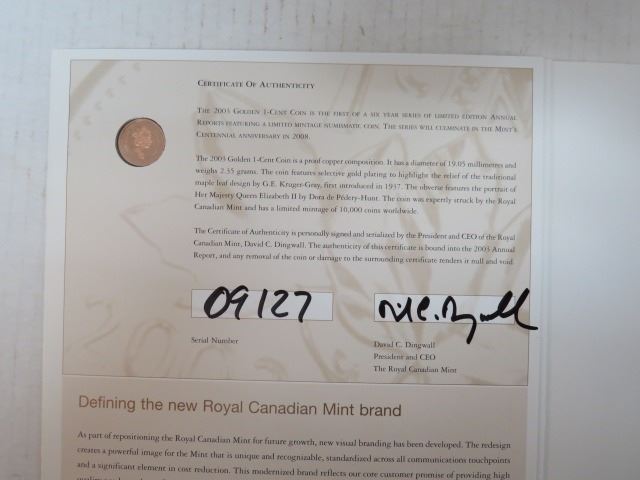 CERTIFICATE OF AUTHENTICITY
THE 2003 GOLDEN 1-CENT COIN IS THE FIRST OF A SIX YEAR SERIES OF LIMITED EDITION ANNUAL
REPORTS FEATURING A LIMITED MINTAGE NUMISMATIC COIN. THE SERIES WILL CULMINATE IN THE MINT'S
CENTENNIAL ANNIVERSARY IN 2008.
The 2003 Golden 1-Cent Coin is a proof copper composition. It has a diameter of 19.05 millimetres and
weighs 2.35 grams. The coin features selective gold plating to highlight the relief of the traditional
maple leaf design by G.E. Kruger-Gray, first introduced in 1937. The obverse features the portrait of
Her Majesty Queen Elizabeth II by Dora de Pédery-Hunt. The coin was expertly struck by the Royal
Canadian Mint and has a limited mintage of 10,000 coins worldwide.
The Certificate of Authenticity is personally signed and serialized by the President and CEO of the Royal
Canadian Mint, David C. Dingwall. The authenticity of this certificate is bound into the 2003 Annual
Report, and any removal of the coin or damage to the surrounding certificate renders it null and void.
09127
Serial Number
David C. Dingwall
President and CEO
The Royal Canadian Mint
Defining the new Royal Canadian Mint brand
As part of repositioning the Royal Canadian Mint for future growth, new visual branding has been developed. The redesign
creates a powerful image for the Mint that is unique and recognizable, standardized across all communications touchpoints
and a significant element in cost reduction. This modernized brand reflects our core customer promise of providing high